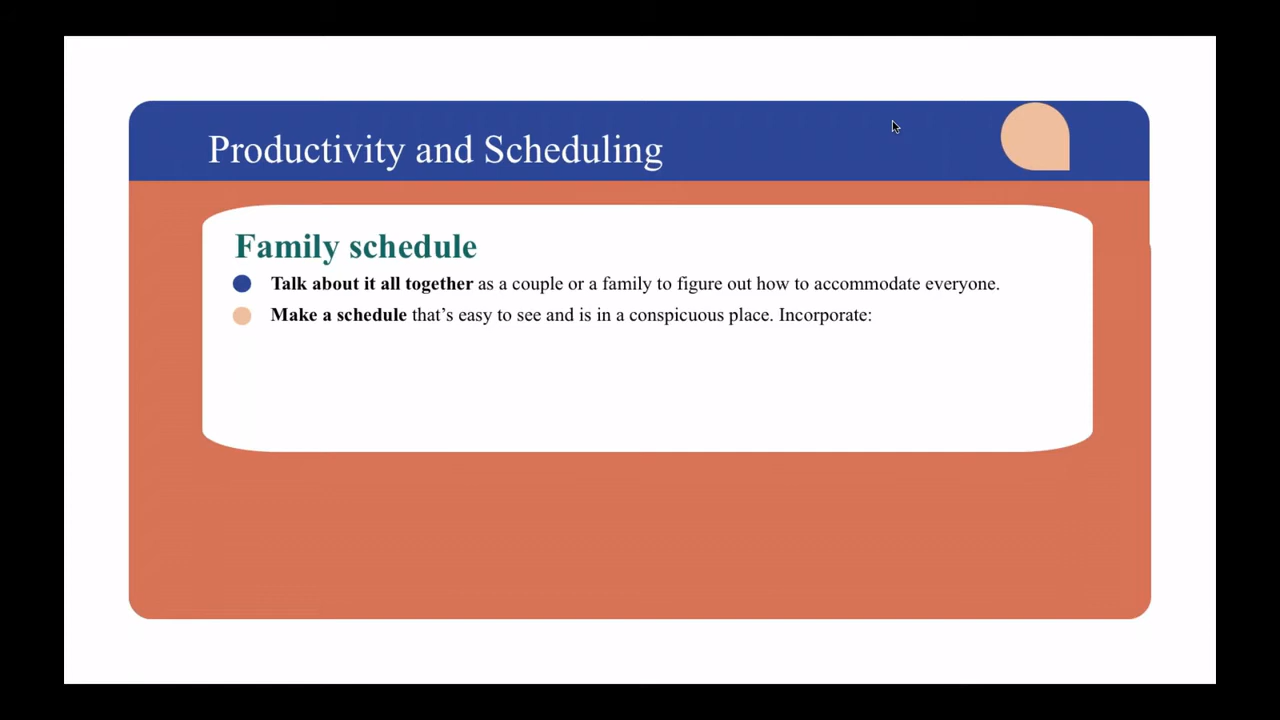 Productivity and Scheduling
Family schedule
Talk about it all together as a couple or a family to figure out how to accommodate everyone.
Make a schedule that’s easy to see and is in a conspicuous place. Incorporate: